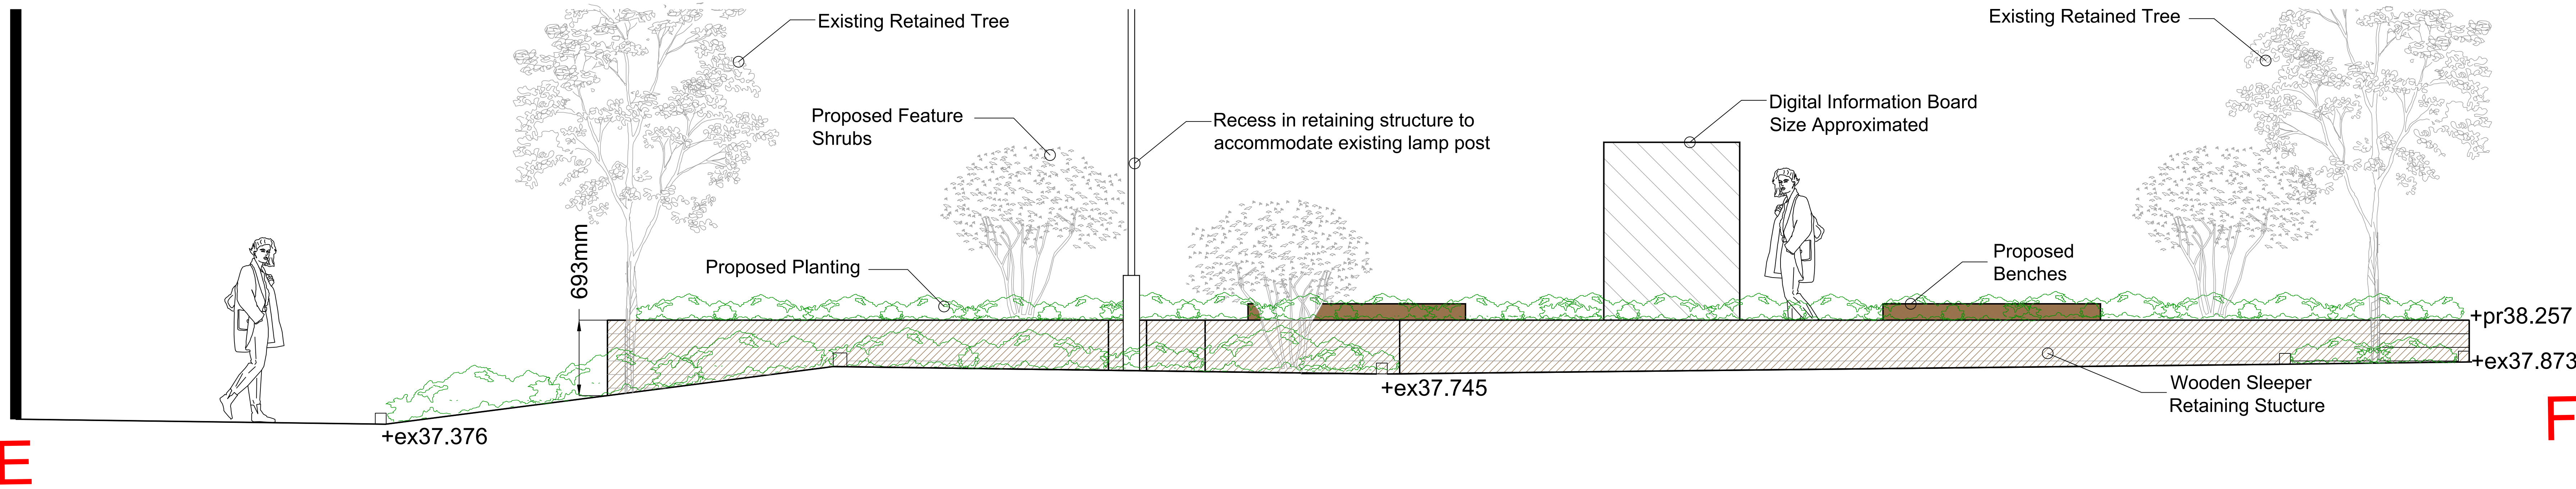 Existing Retained Tree
Existing Retained Tree
Proposed Feature
Shrubs
Recess in retaining structure to
accommodate existing lamp post
Digital Information Board
Size Approximated
693mm
Proposed Planting
Proposed
Benches
+pr38.257
+ex37.873
+ex37.745
Wooden Sleeper
Retaining Stucture
+ex37.376
E
F